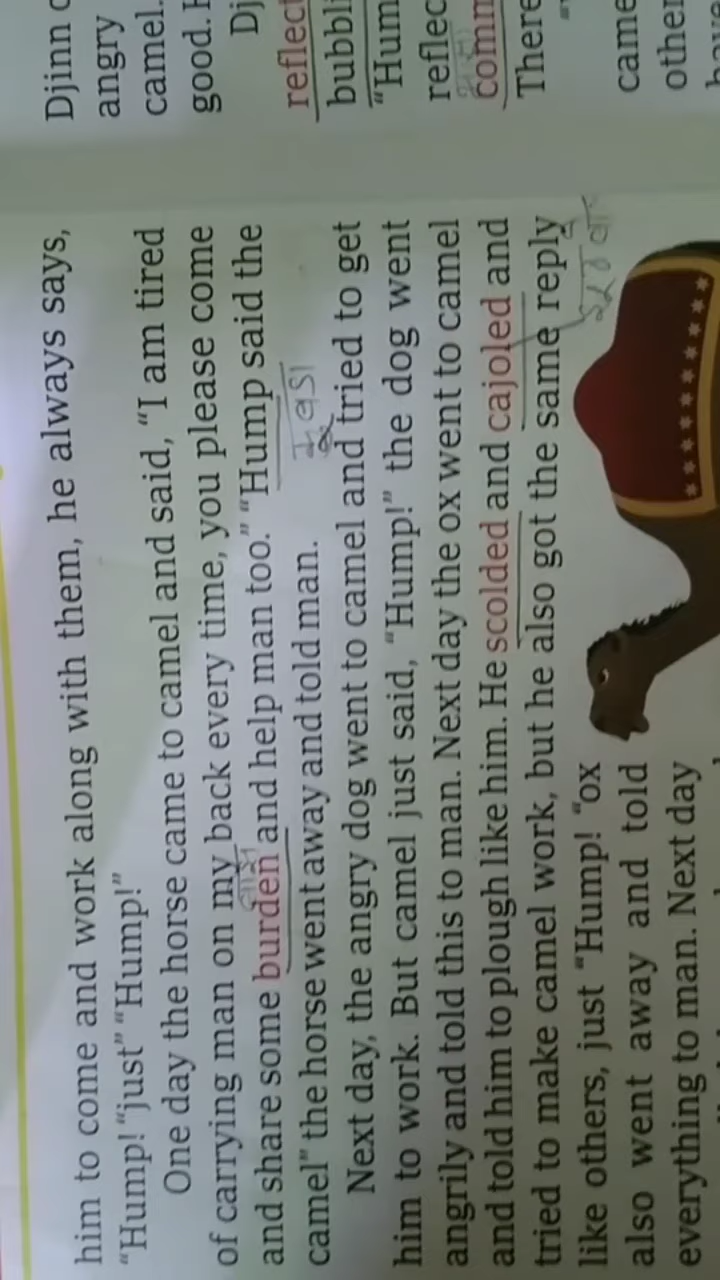 him to come and work along with them, he always says,
“Hump! “just” “Hump!”
One day the horse came to camel and said, “I am tired
of carrying man on my back every time, you please come
and share some burden and help man too.” “Hump said the
camel” the horse went away and told man.
Next day, the angry dog went to camel and tried to get
him to work. But camel just said, “Hump!” the dog went
angrily and told this to man. Next day the ox went to camel
and told him to plough like him. He scolded and cajoled and
tried to make camel work, but he also got the same reply
like others, just “Hump! “ox
also went away and told
everything to man. Next day
Djinn
angry
camel.
good.
Dj
reflect
bubbl
“Hum
reflec
comm
There
came
other